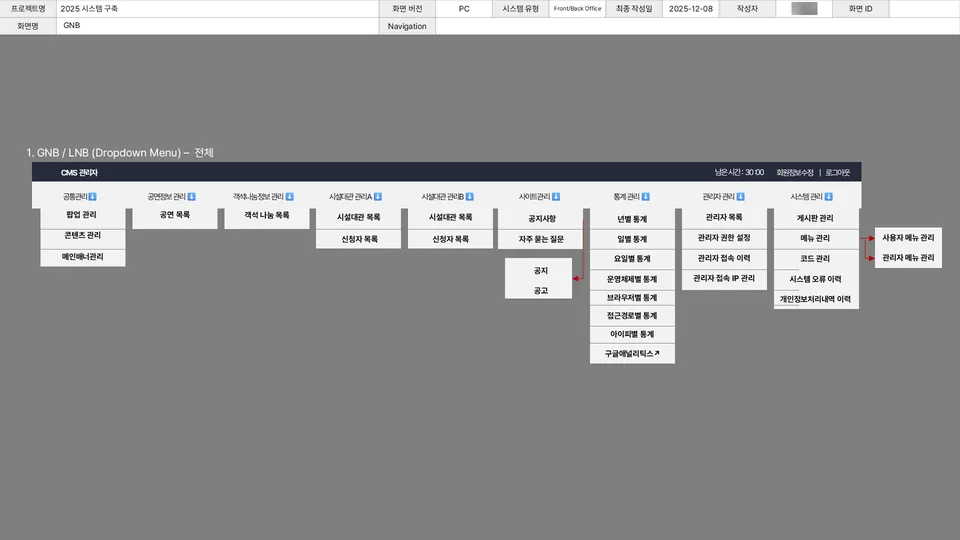 프로젝트명 2025 시스템 구축 화면 버전 PC 시스템 유형 Front/Back Office 최종 작성일 2025-12-08 작성자 화면 ID
화면명 GNB Navigation
1. GNB / LNB (Dropdown Menu) – 전체
CMS 관리자 남은 시간 : 30:00 회원정보수정 | 로그아웃
공통관리⬇️ 공연정보 관리⬇️ 객석나눔정보 관리⬇️ 시설대관 관리A⬇️ 시설대관 관리B⬇️ 사이트관리⬇️ 통계 관리⬇️ 관리자 관리⬇️ 시스템 관리⬇️
팝업 관리
콘텐츠 관리
메인배너관리
공연 목록
객석 나눔 목록
시설대관 목록
신청자 목록
시설대관 목록
신청자 목록
공지사항
자주 묻는 질문
공지
공고
년별 통계
일별 통계
요일별 통계
운영체제별 통계
브라우저별 통계
접근경로별 통계
아이피별 통계
구글애널리틱스↗
관리자 목록
관리자 권한 설정
관리자 접속 이력
관리자 접속 IP 관리
게시판 관리
메뉴 관리
코드 관리
시스템 오류 이력
개인정보처리내역 이력
사용자 메뉴 관리
관리자 메뉴 관리